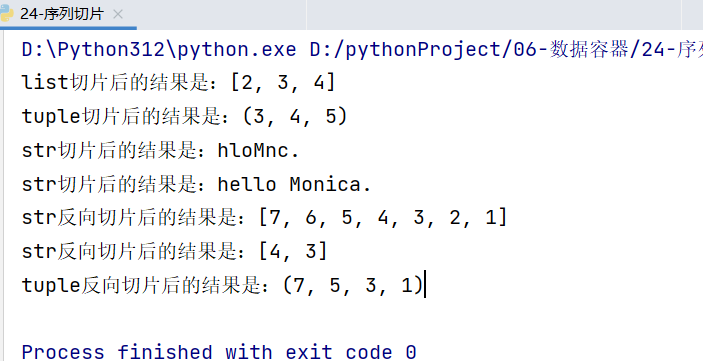 24-序列切片
D:\Python312\python.exe D:/pythonProject/06-数据容器/24-序列
list切片后的结果是：[2, 3, 4]
tuple切片后的结果是：(3, 4, 5)
str切片后的结果是：hloMnc.
str切片后的结果是：hello Monica.
str反向切片后的结果是：[7, 6, 5, 4, 3, 2, 1]
str反向切片后的结果是：[4, 3]
tuple反向切片后的结果是：(7, 5, 3, 1)
Process finished with exit code 0